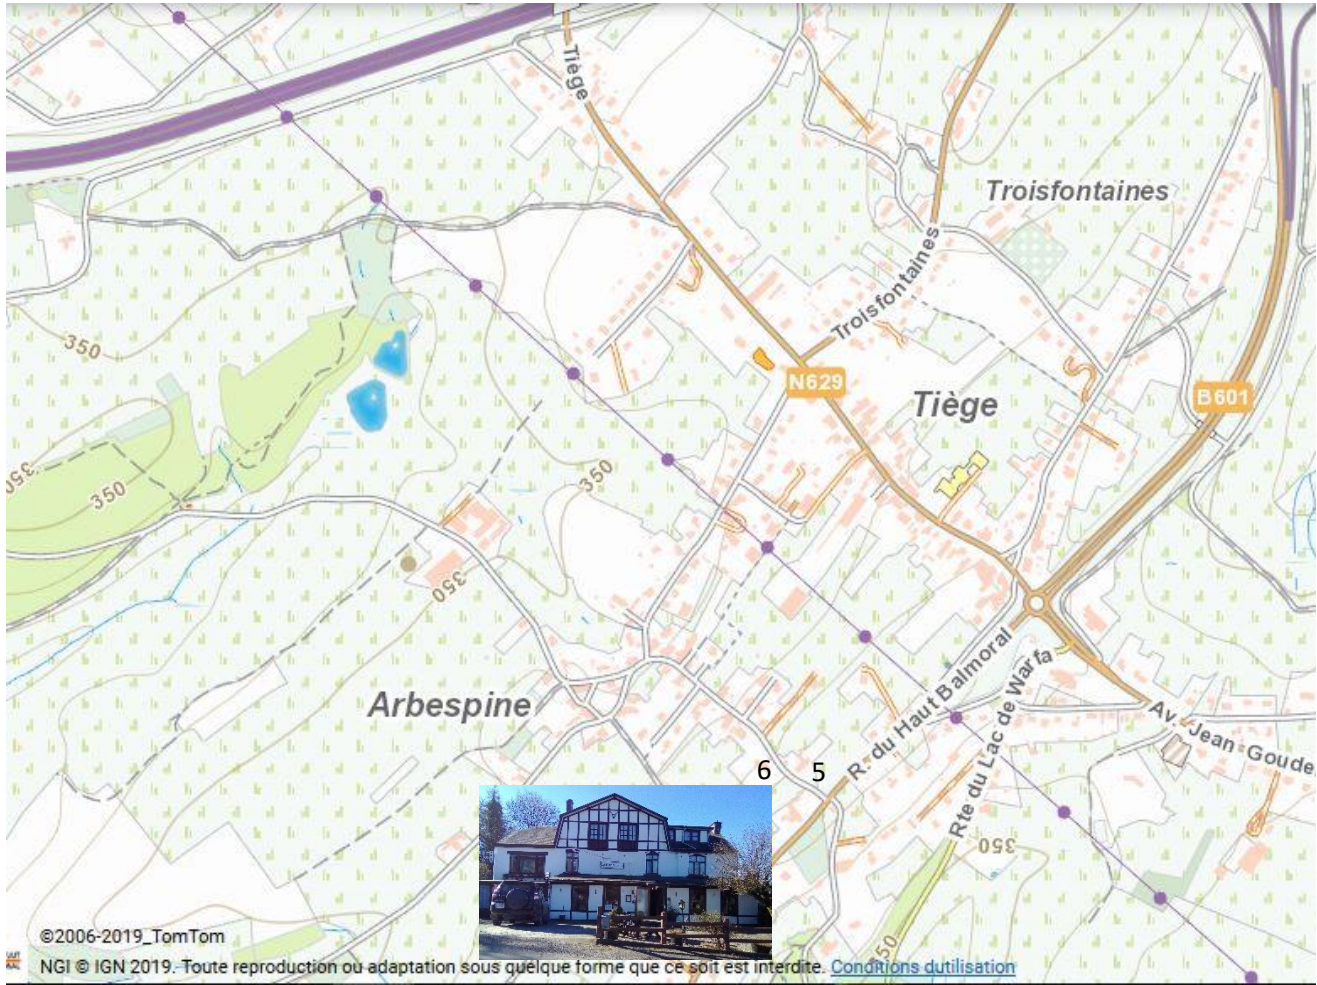 Tiège
Troisfontaines
Troisfontaines
350
N629
Tiège
B601
350
350
350
350
R. du Haut Balmoral
Rte du Lac de Warfa
Arbespine
Av. Jean Goude
6
5
350
350
©2006-2019_TomTom
NGI © IGN 2019. Toute reproduction ou adaptation sous quelque forme que ce soit est interdite. Conditions dutilisation